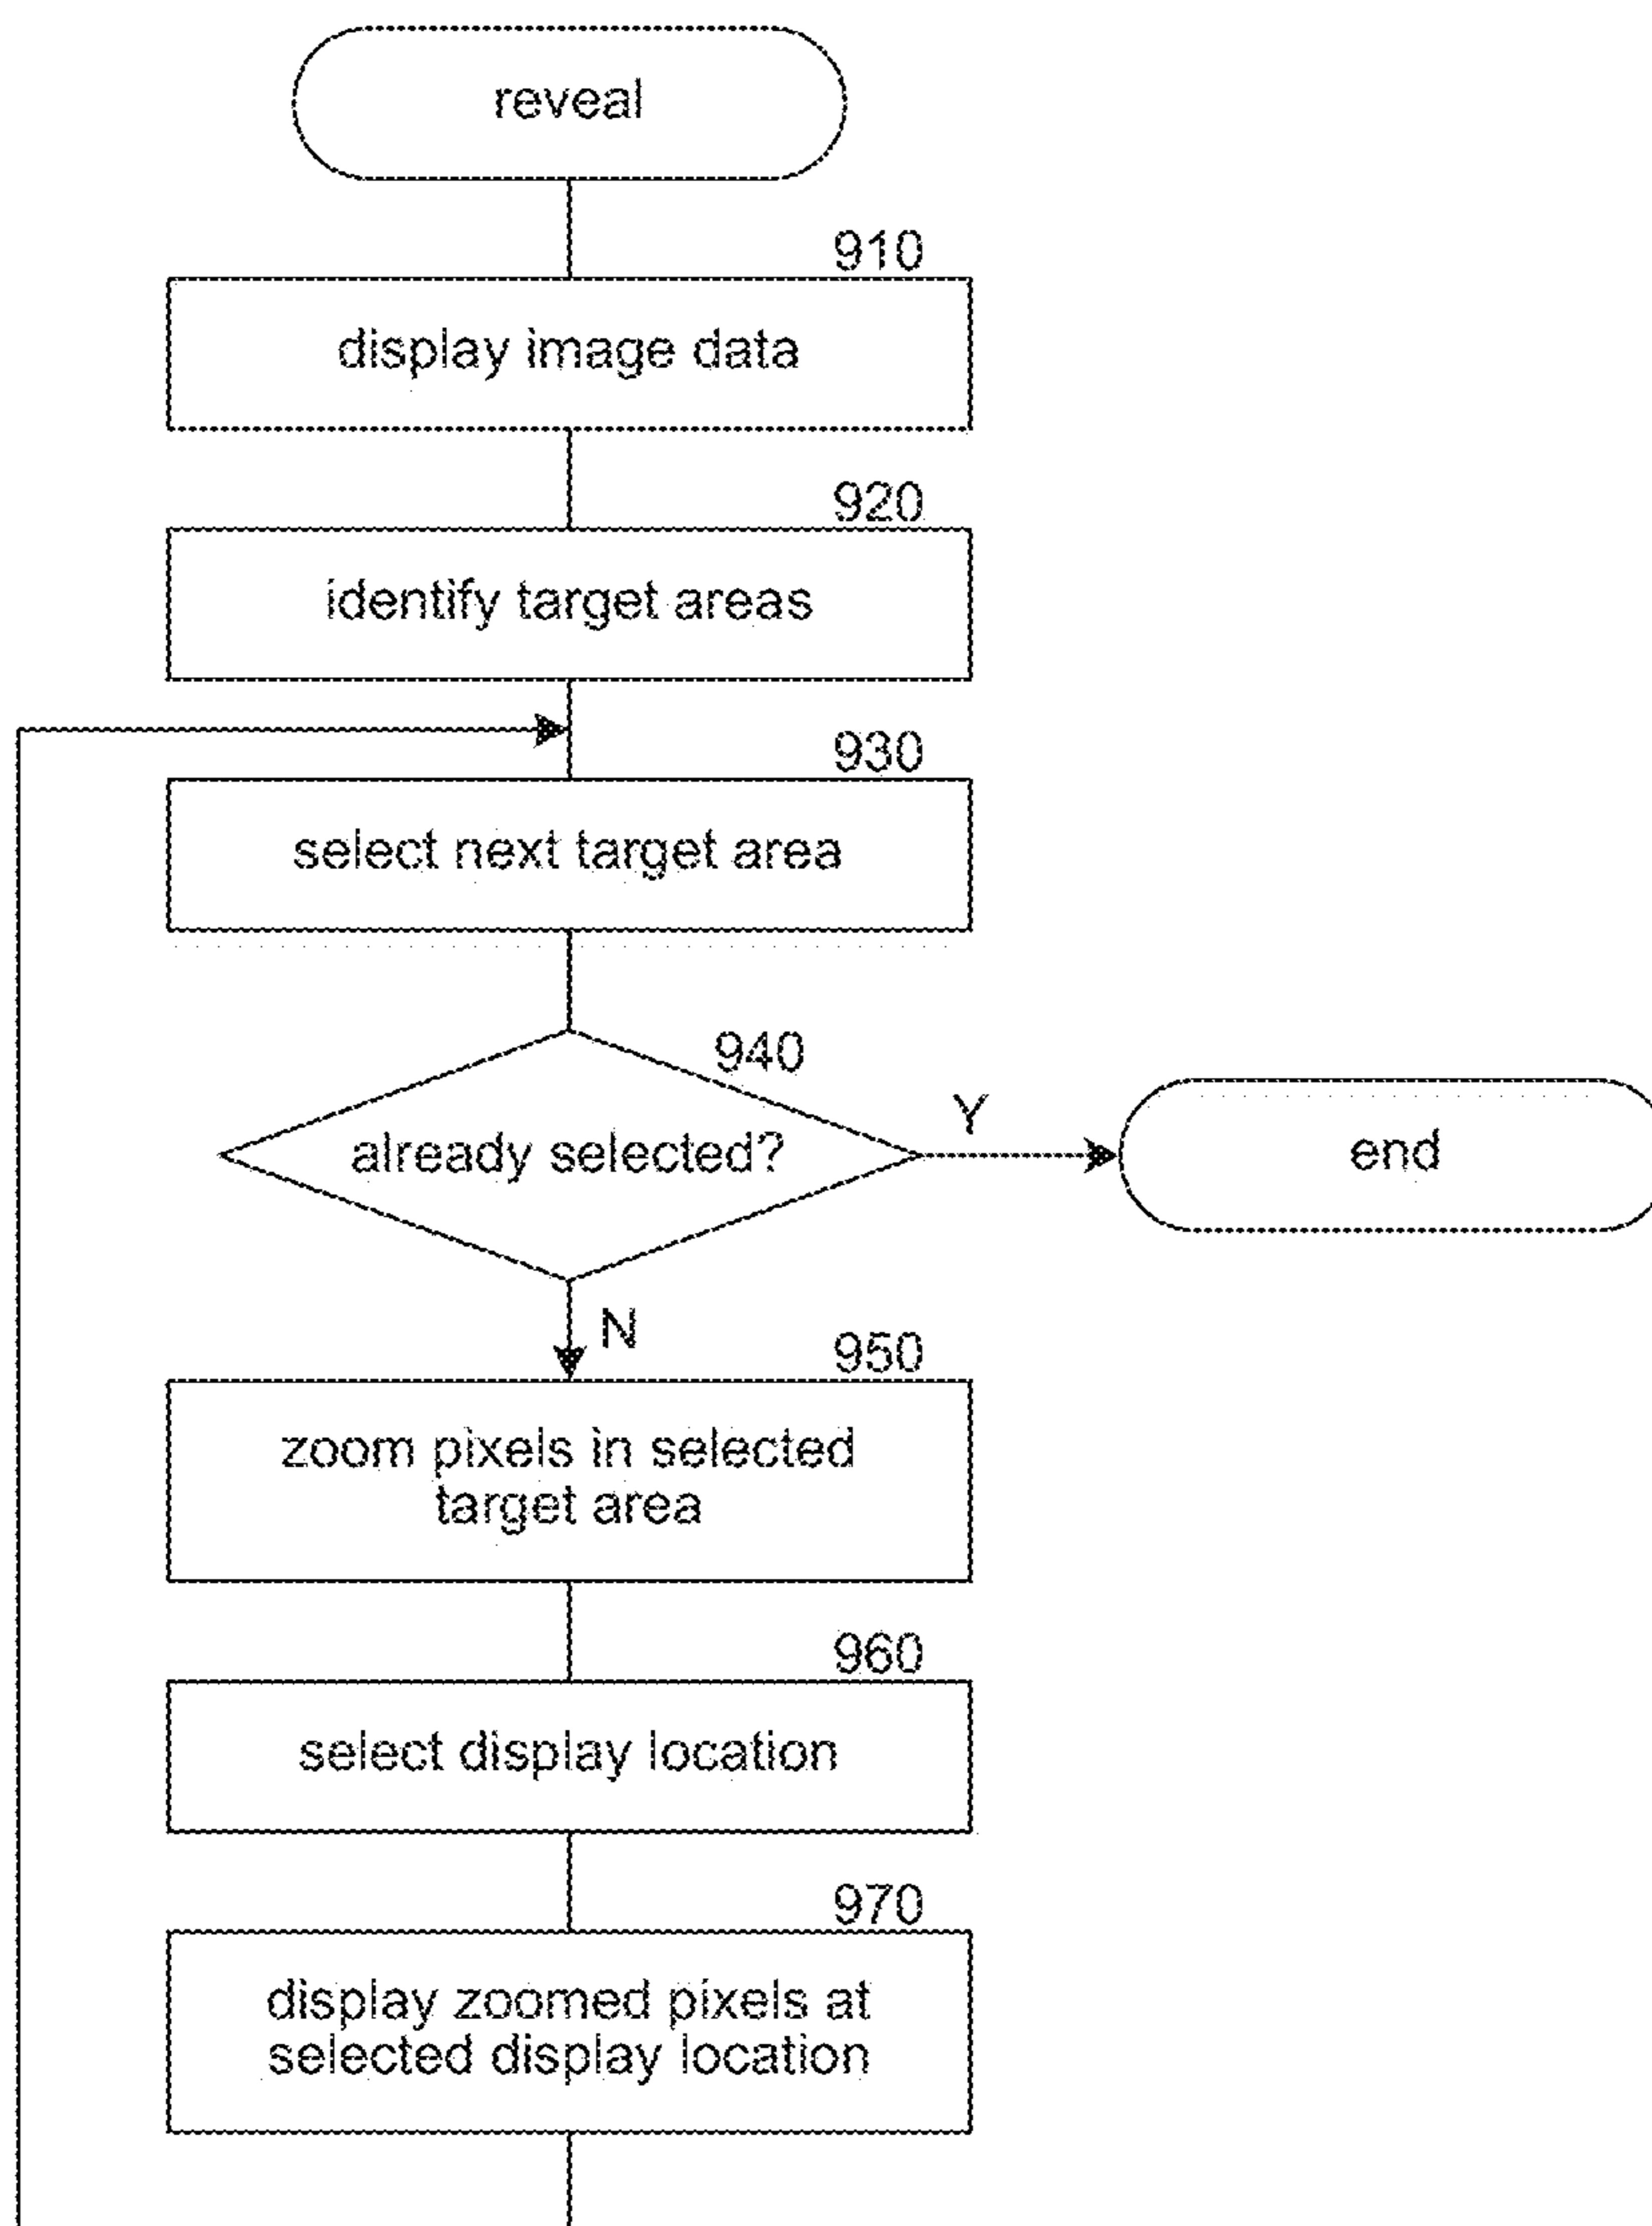 reveal
910
display image data
920
identify target areas
930
select next target area
940
already selected?
Y
end
N
950
zoom pixels in selected
target area
960
select display location
970
display zoomed pixels at
selected display location